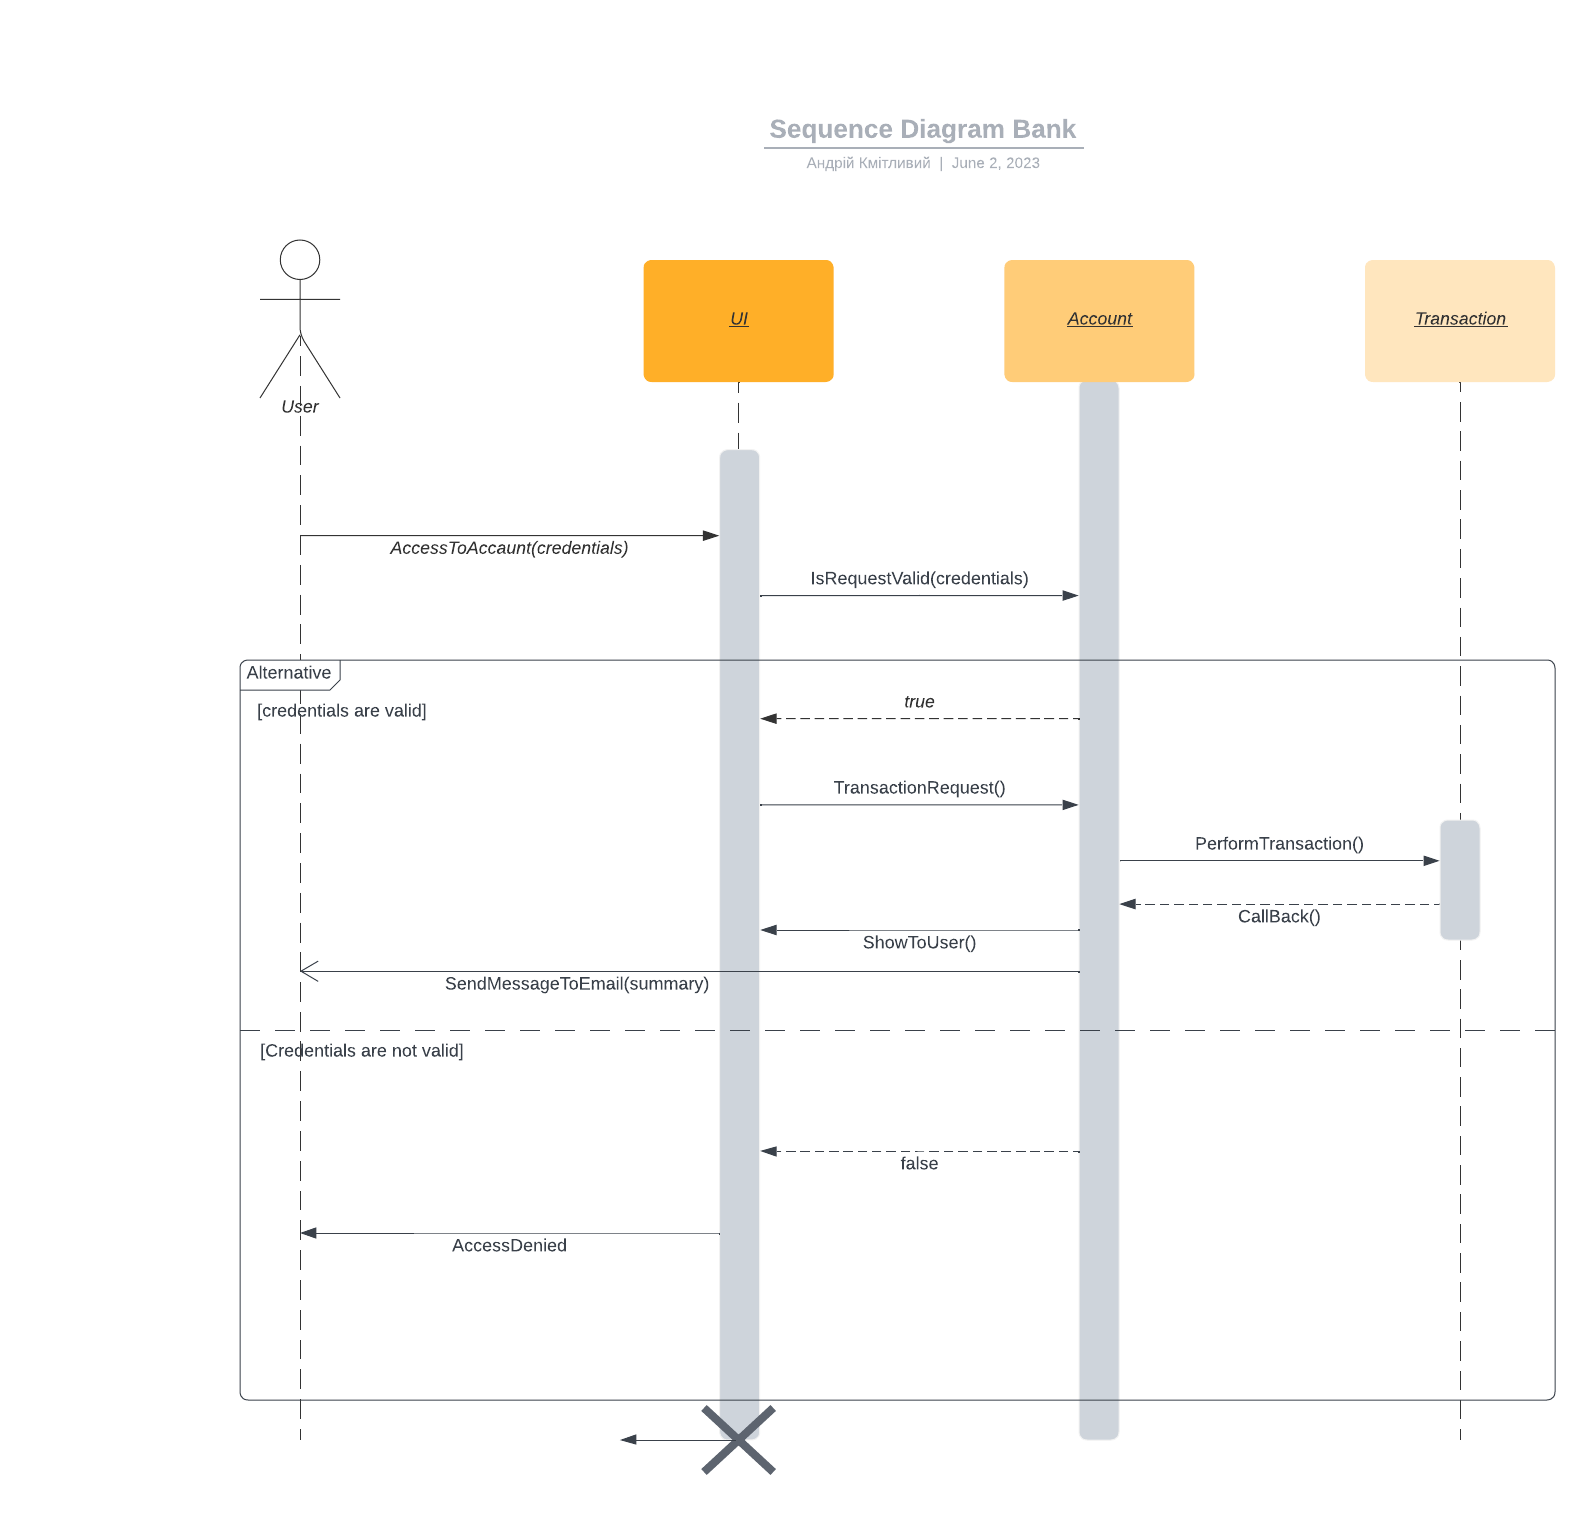 Sequence Diagram Bank
Андрій Кмітливий | June 2, 2023
User
UI
Account
Transaction
AccessToAccaunt(credentials)
IsRequestValid(credentials)
Alternative
[credentials are valid]
true
TransactionRequest()
PerformTransaction()
CallBack()
ShowToUser()
SendMessageToEmail(summary)
[Credentials are not valid]
false
AccessDenied